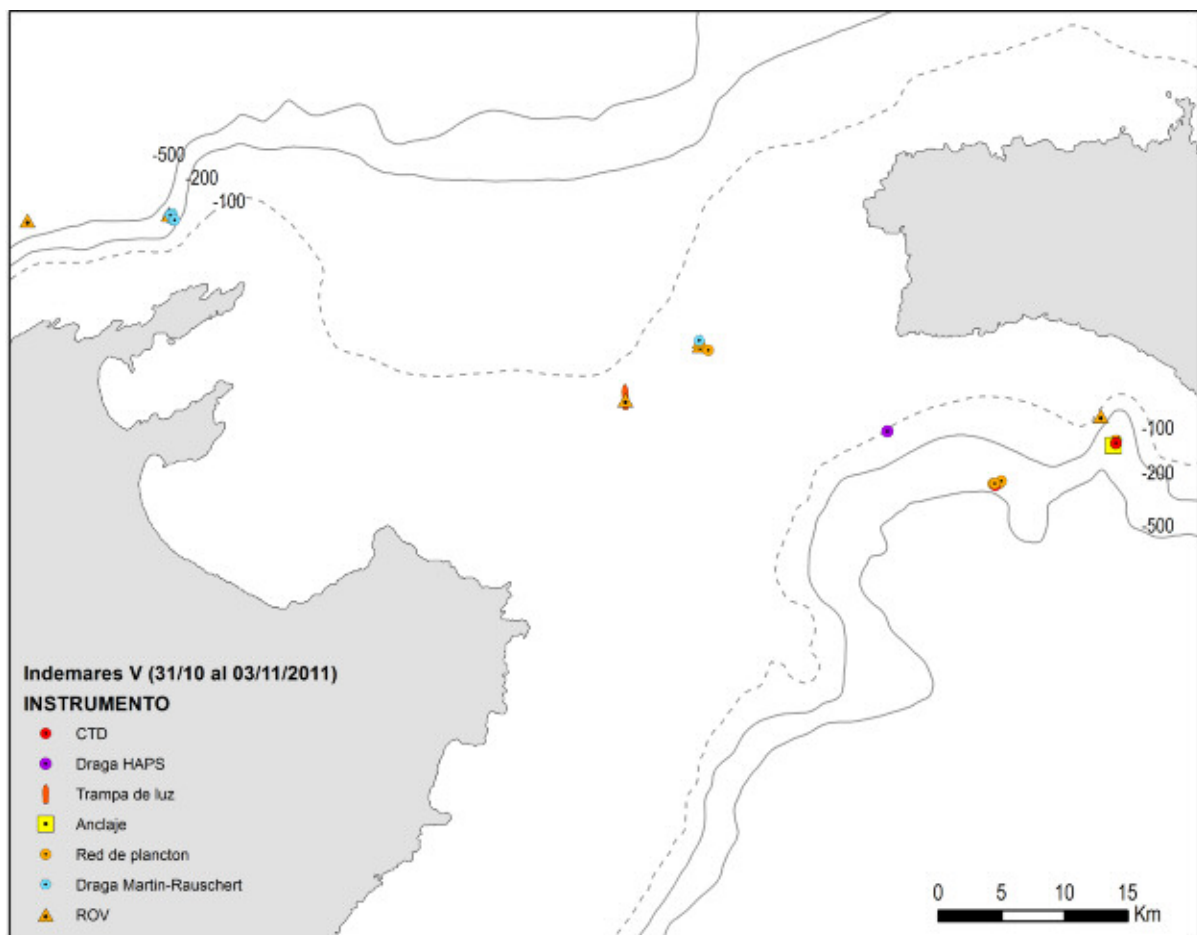 -500
-200
-100
-100
-200
-500
Indemares V (31/10 al 03/11/2011)
INSTRUMENTO
CTD
Draga HAPS
Trampa de luz
Anclaje
Red de plancton
Draga Martin-Rauschert
ROV
0 5 10 15
Km